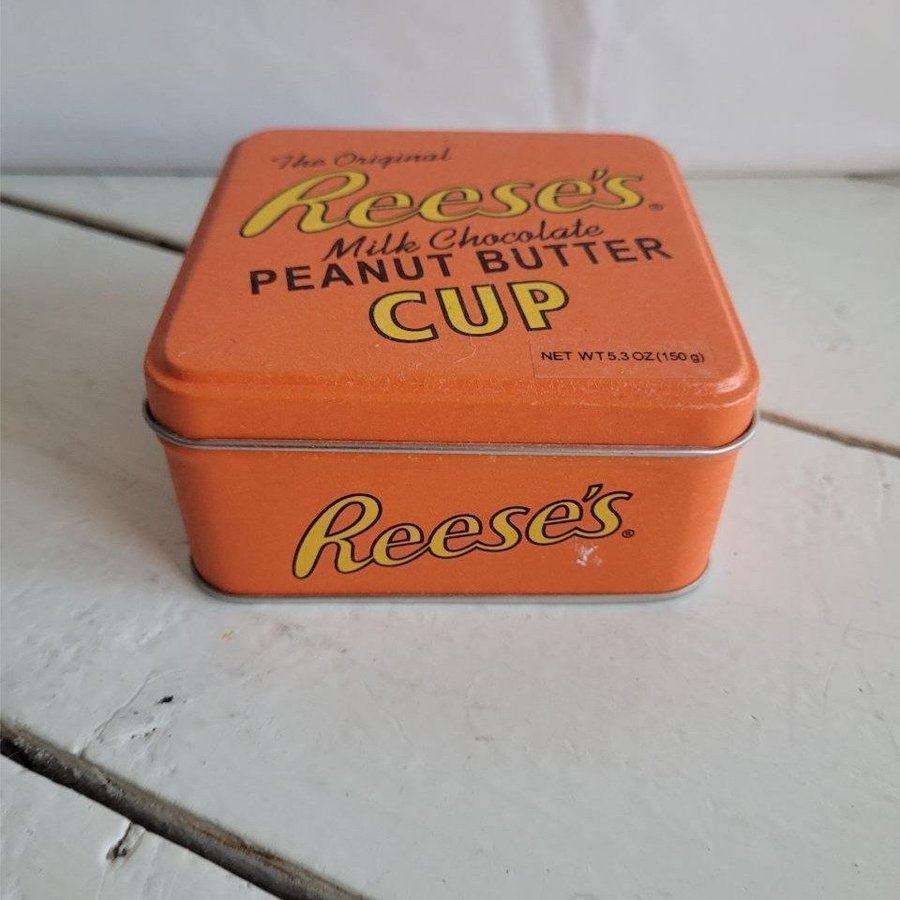 The Original
Reese's®
Milk Chocolate
PEANUT BUTTER
CUP
NET WT 5.3 OZ (150 g)
Reese's®